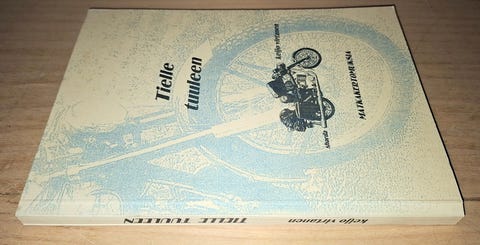 Tielle
tuuleen
keijo virtanen
MATKAKERTOMUKSIA
keijo virtanen
TIELLE TUULEEN